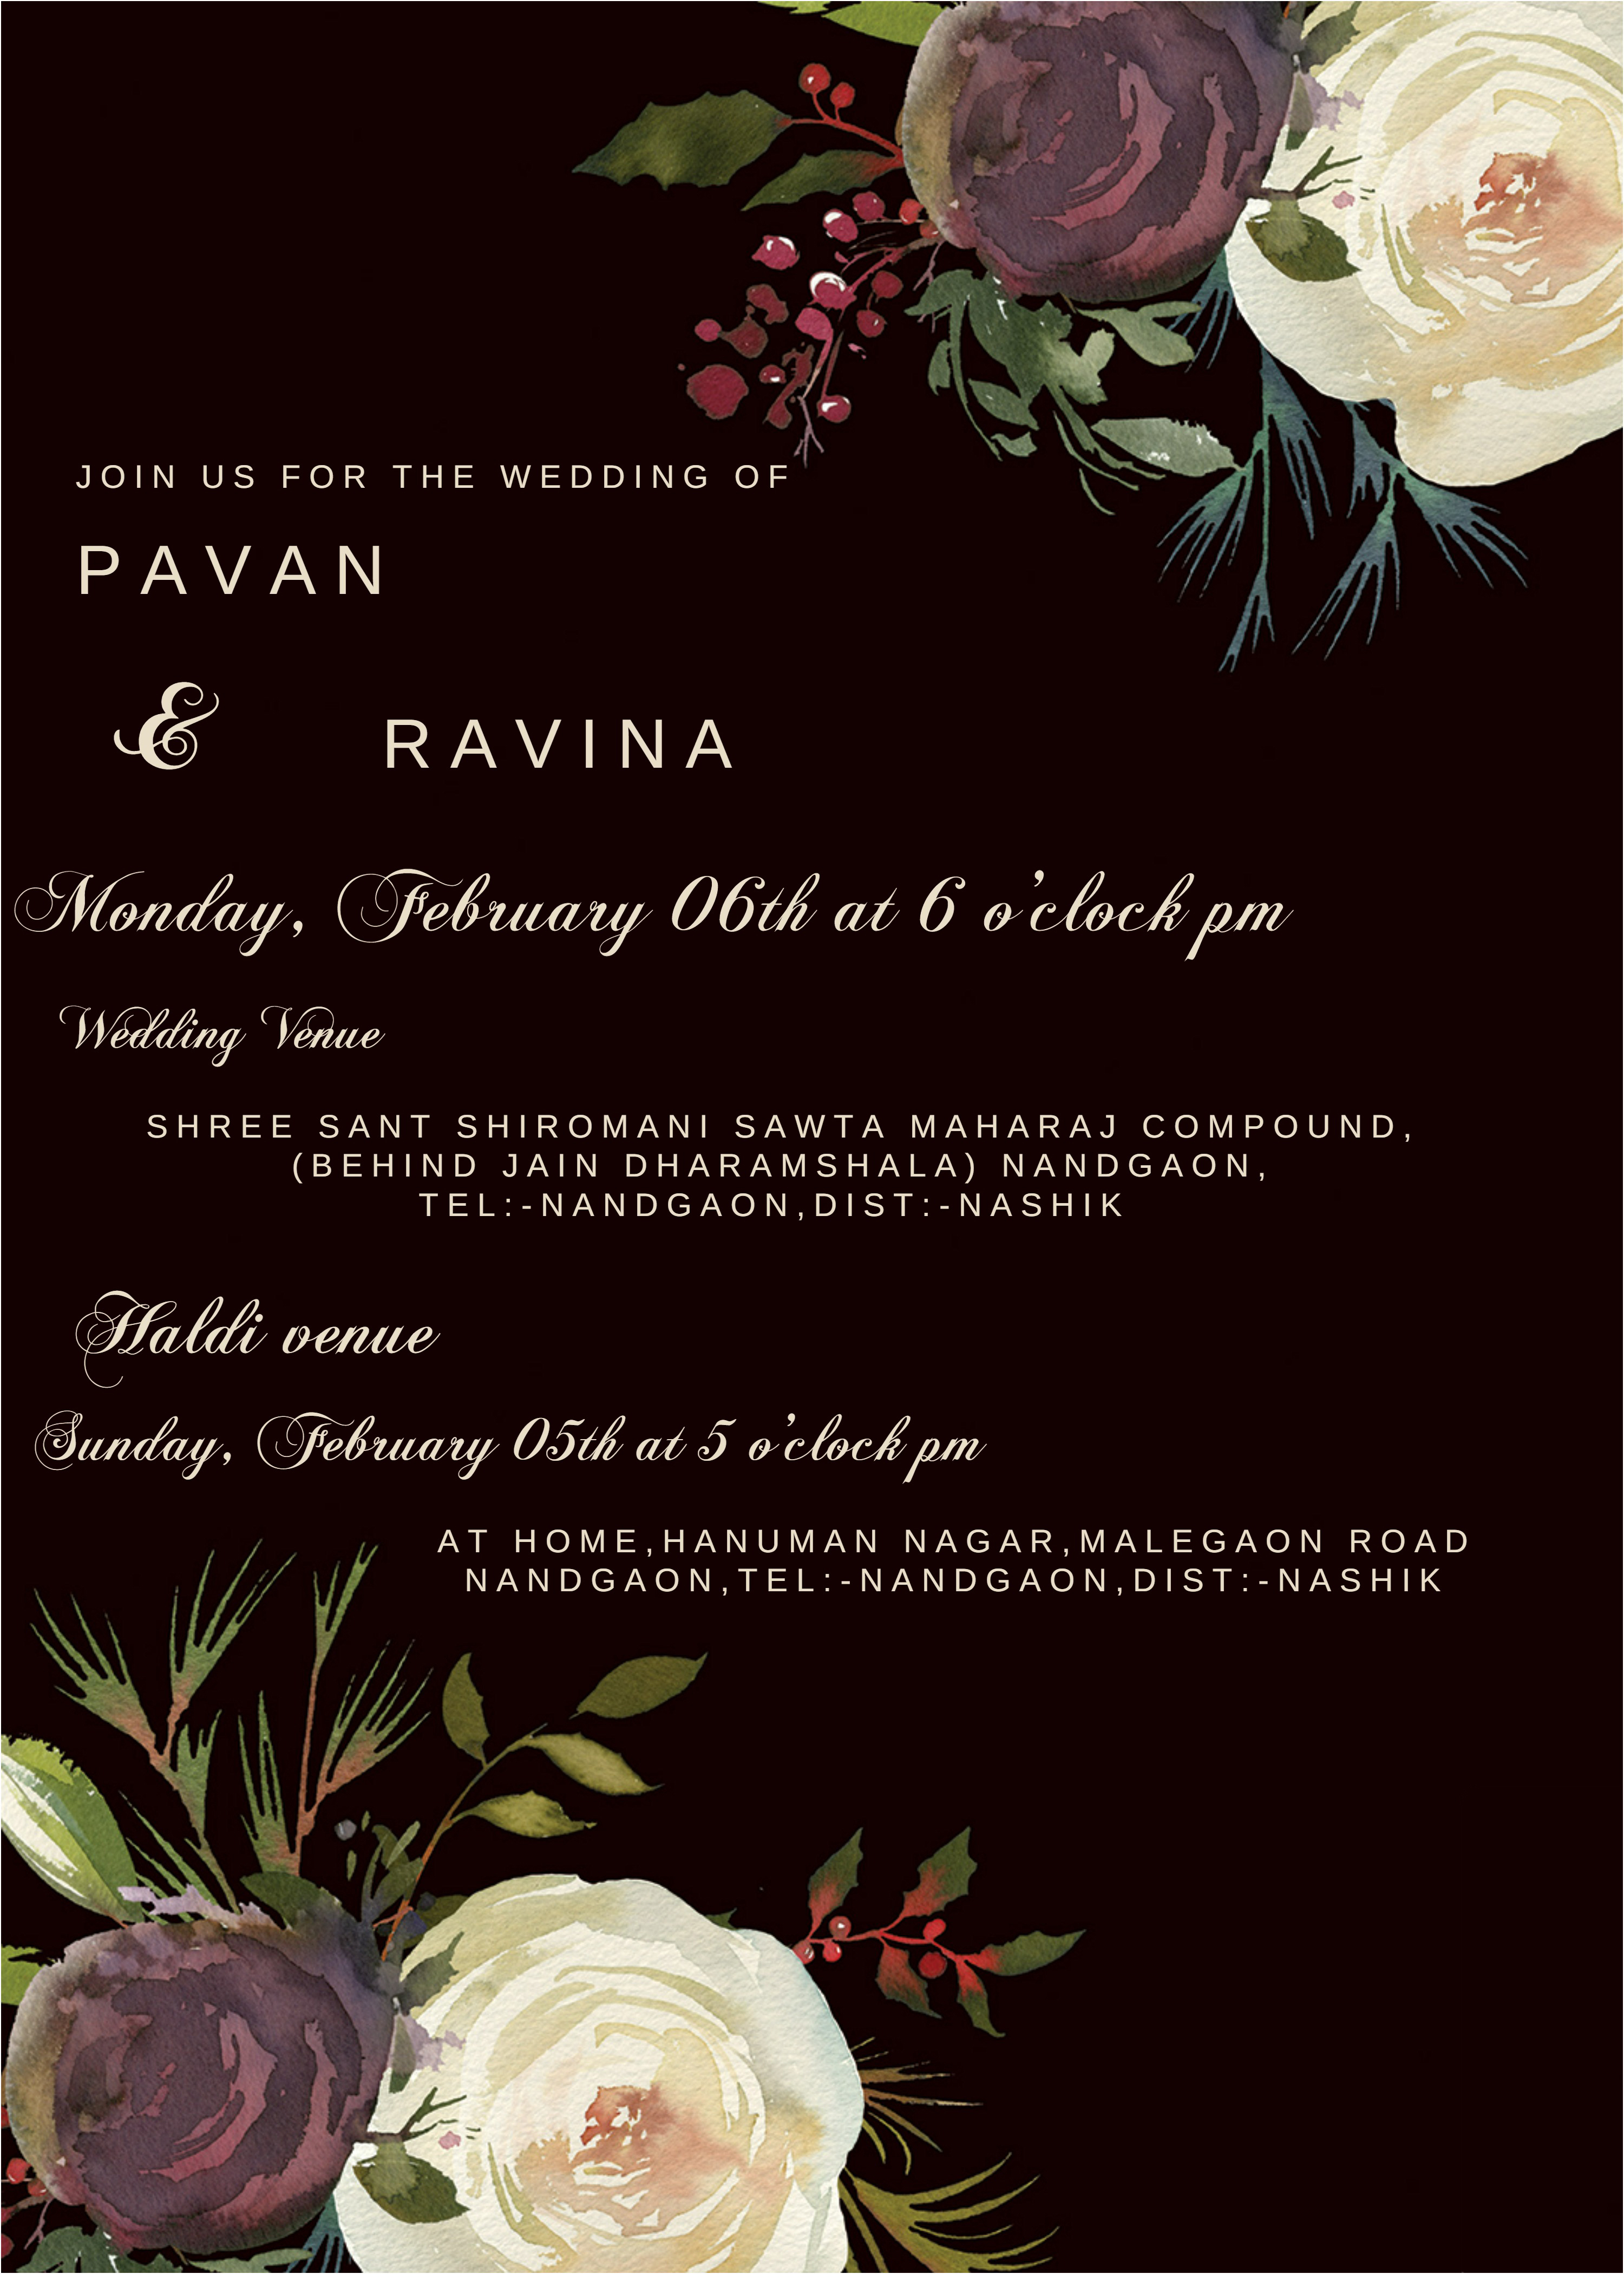 JOIN US FOR THE WEDDING OF
PAVAN
& RAVINA
Monday, February 06th at 6 o'clock pm
Wedding Venue
SHREE SANT SHIROMANI SAWTA MAHARAJ COMPOUND,
(BEHIND JAIN DHARAMSHALA) NANDGAON,
TEL:-NANDGAON,DIST:-NASHIK
Haldi venue
Sunday, February 05th at 5 o'clock pm
AT HOME,HANUMAN NAGAR,MALEGAON ROAD
NANDGAON,TEL:-NANDGAON,DIST:-NASHIK